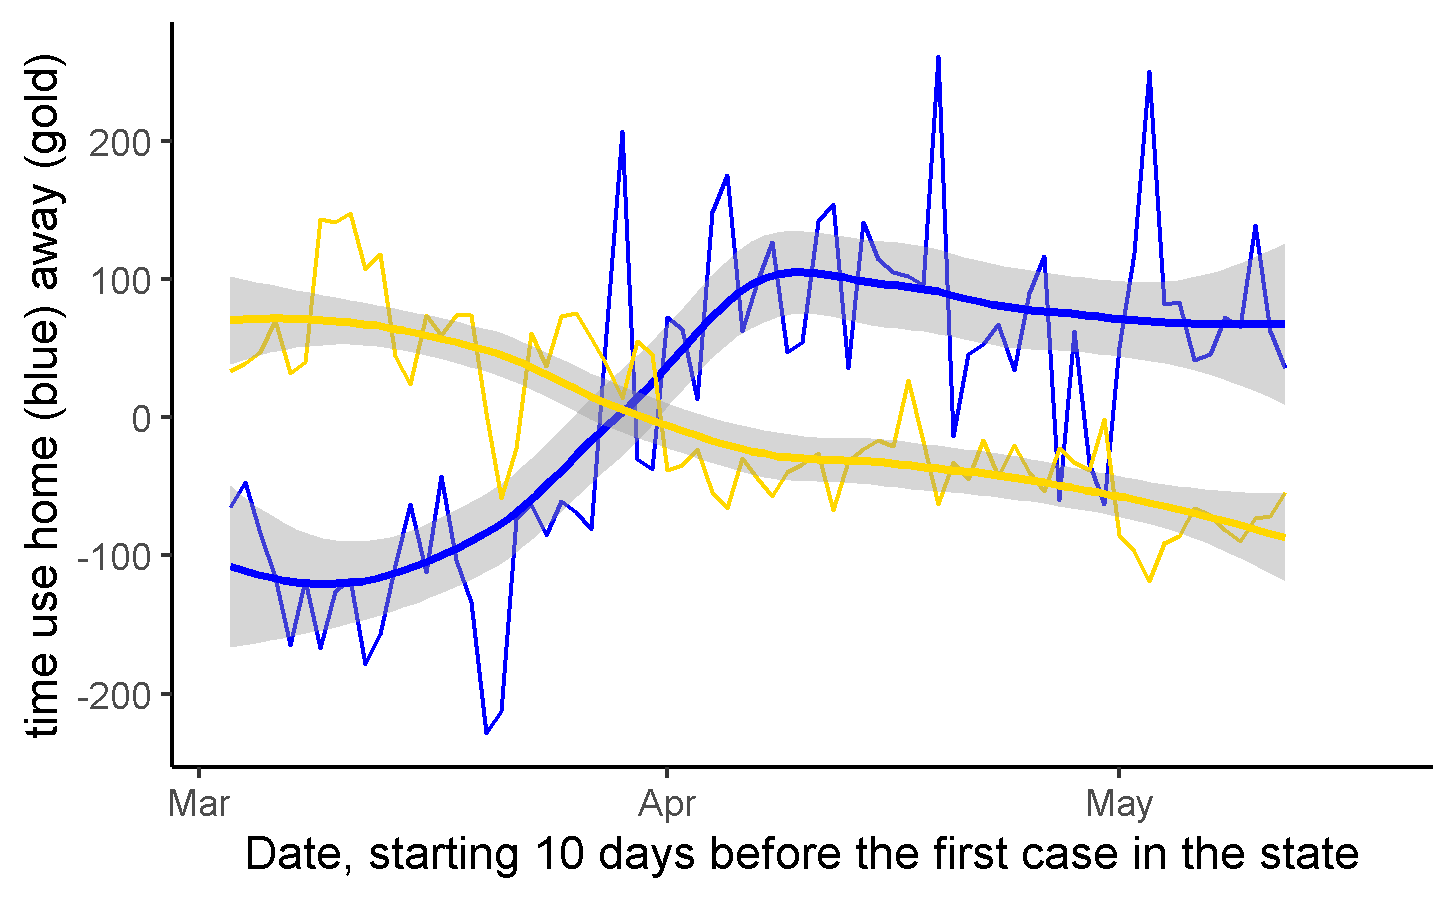 time use home (blue) away (gold)
200
100
0
-100
-200
Mar
Apr
May
Date, starting 10 days before the first case in the state